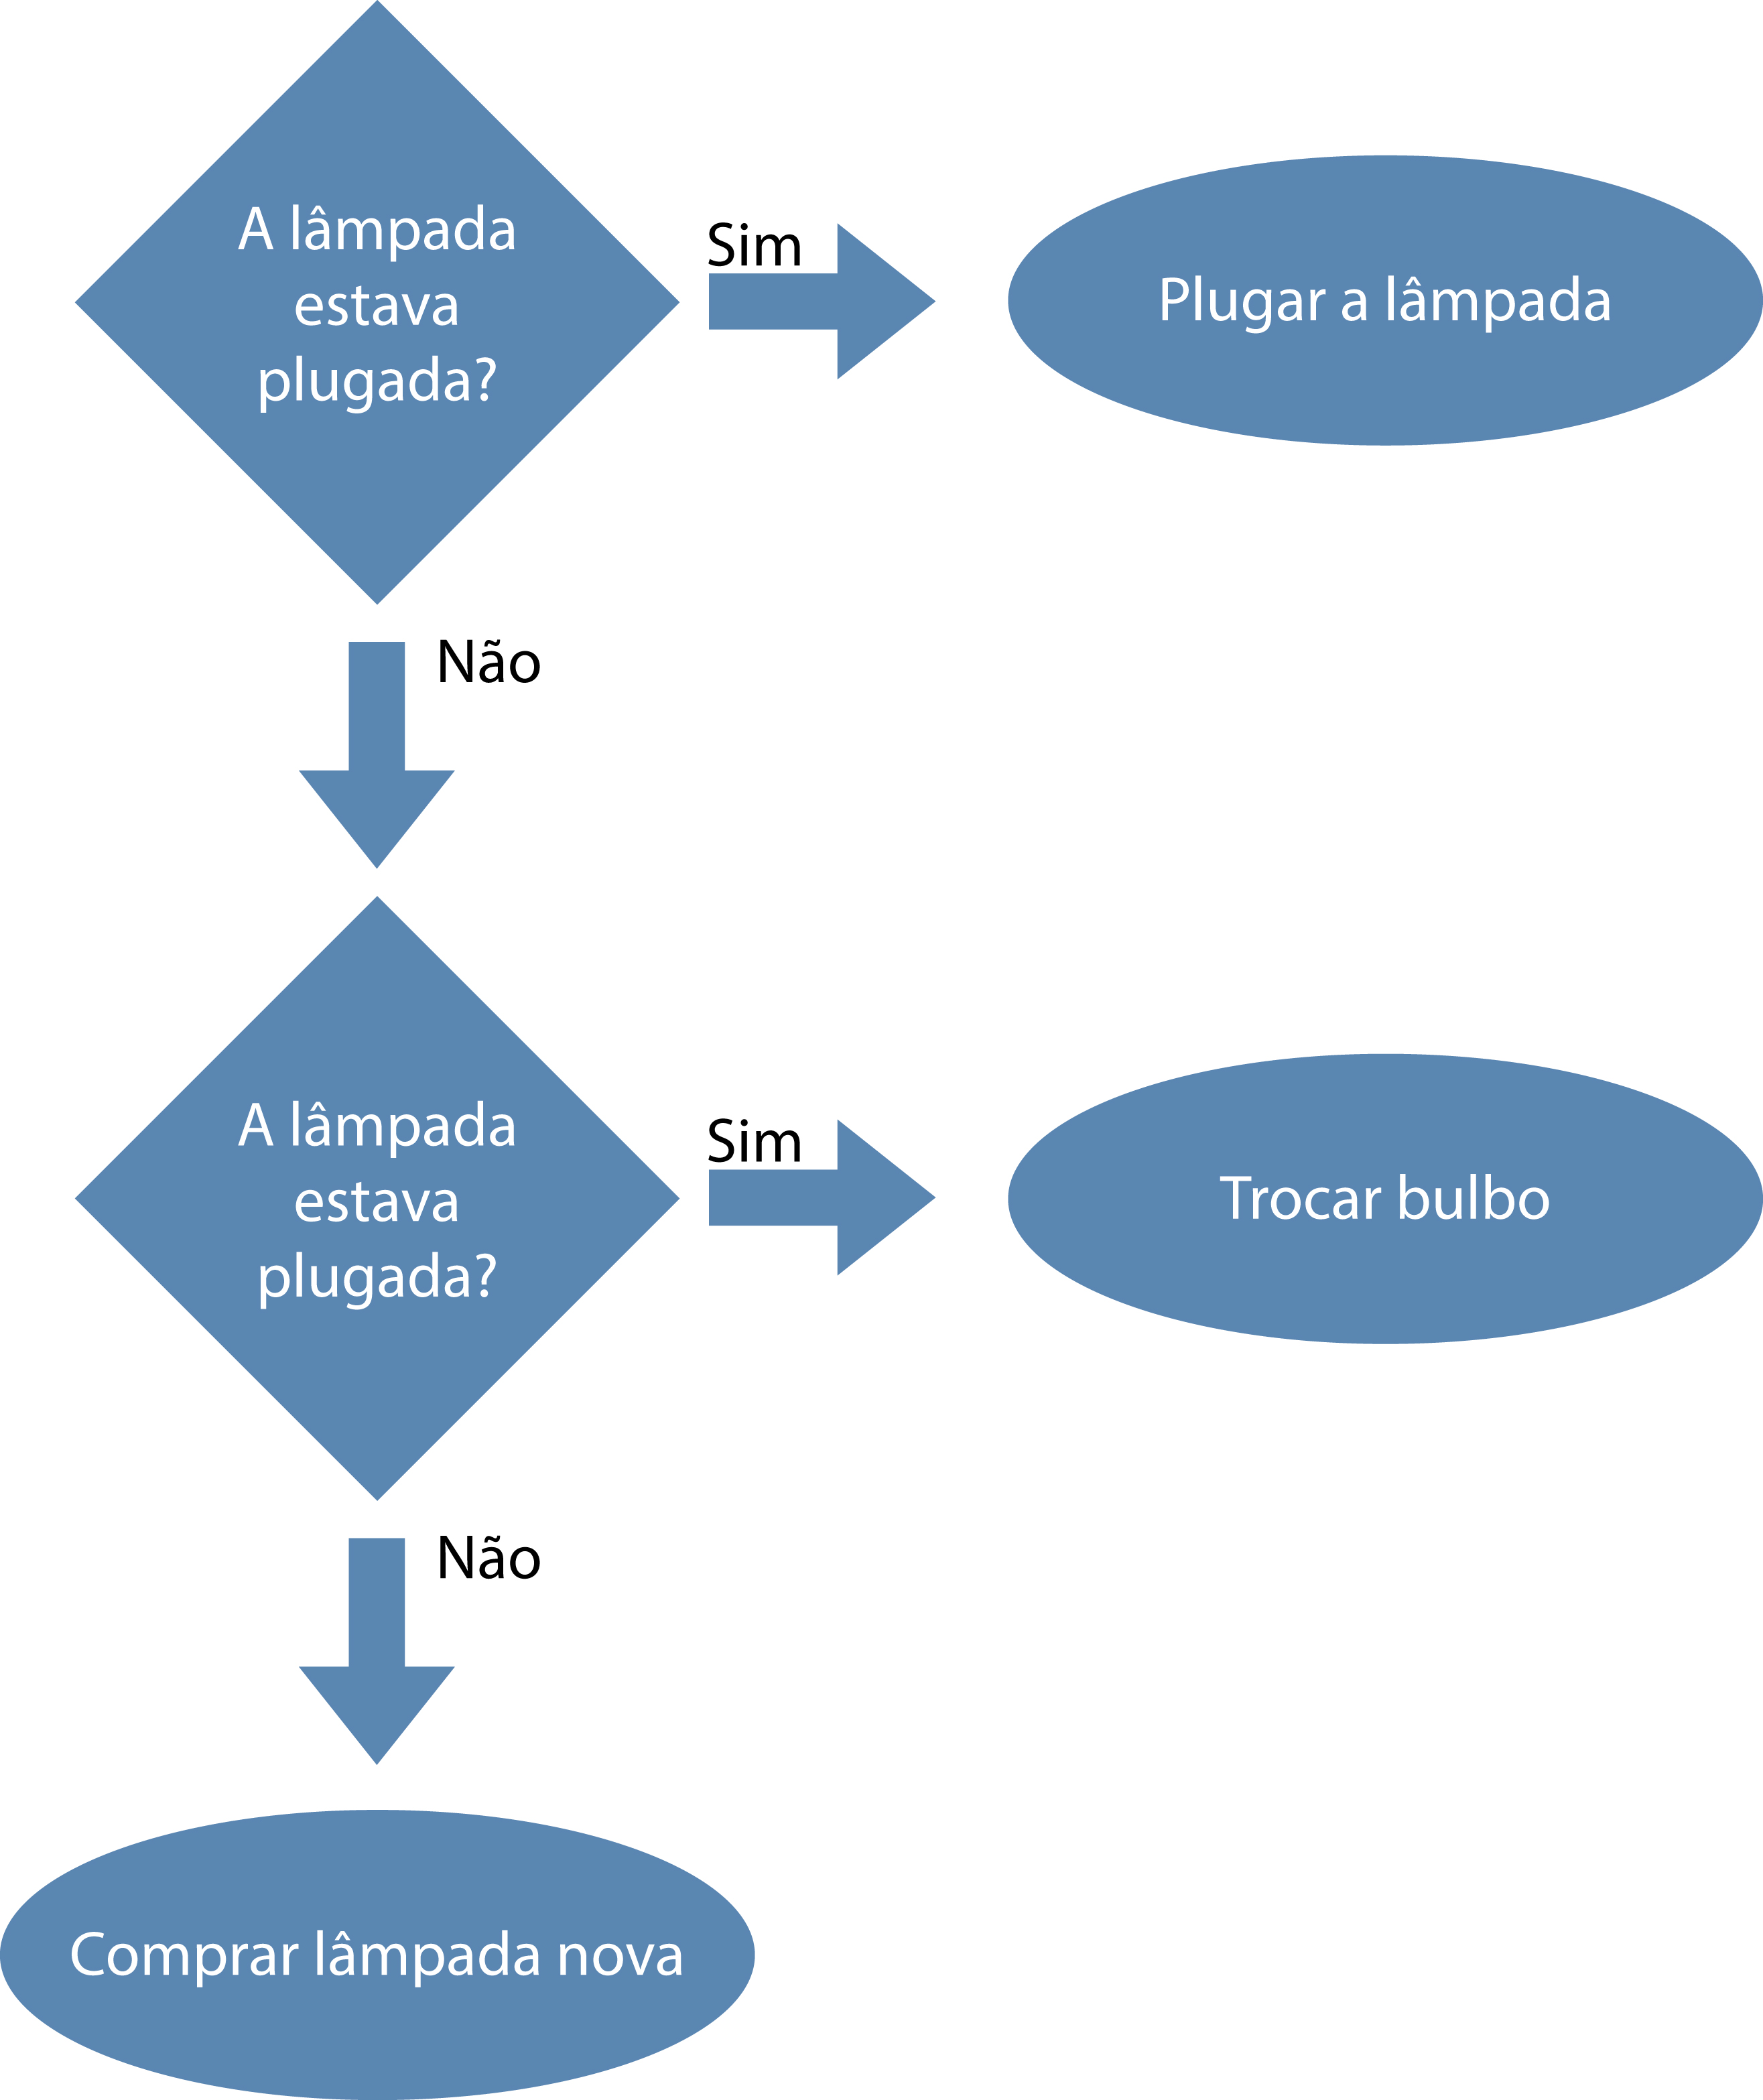 A lâmpada
estava
plugada?
Sim
Plugar a lâmpada
Não
A lâmpada
estava
plugada?
Sim
Trocar bulbo
Não
Comprar lâmpada nova